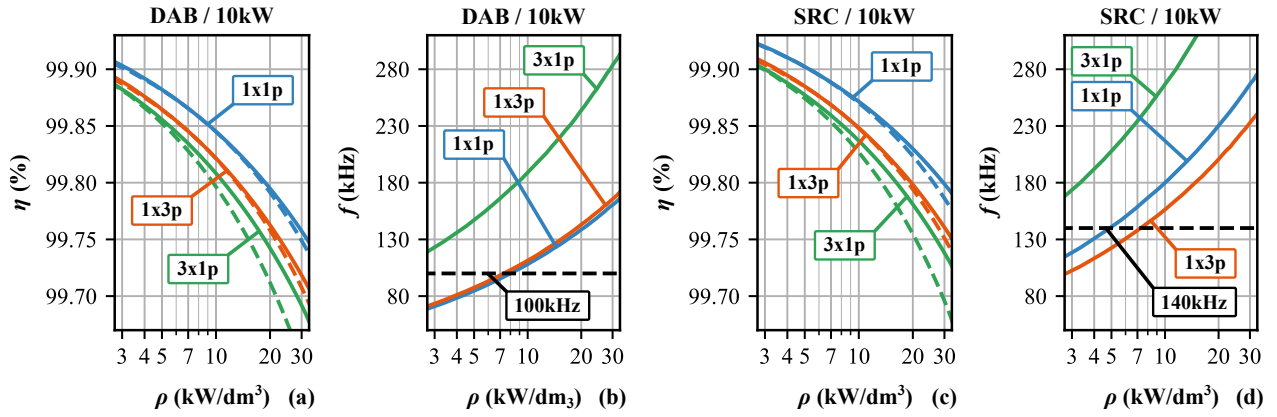 DAB / 10kW
99.90
99.85
99.80
99.75
99.70
η (%)
1x1p
1x3p
3x1p
3 4 5 7 10 20 30
ρ (kW/dm³) (a)
DAB / 10kW
280
230
180
130
80
f (kHz)
3x1p
1x3p
1x1p
100kHz
3 4 5 7 10 20 30
ρ (kW/dm₃) (b)
SRC / 10kW
99.90
99.85
99.80
99.75
99.70
η (%)
1x1p
1x3p
3x1p
3 4 5 7 10 20 30
ρ (kW/dm³) (c)
SRC / 10kW
280
230
180
130
80
f (kHz)
3x1p
1x1p
1x3p
140kHz
3 4 5 7 10 20 30
ρ (kW/dm³) (d)